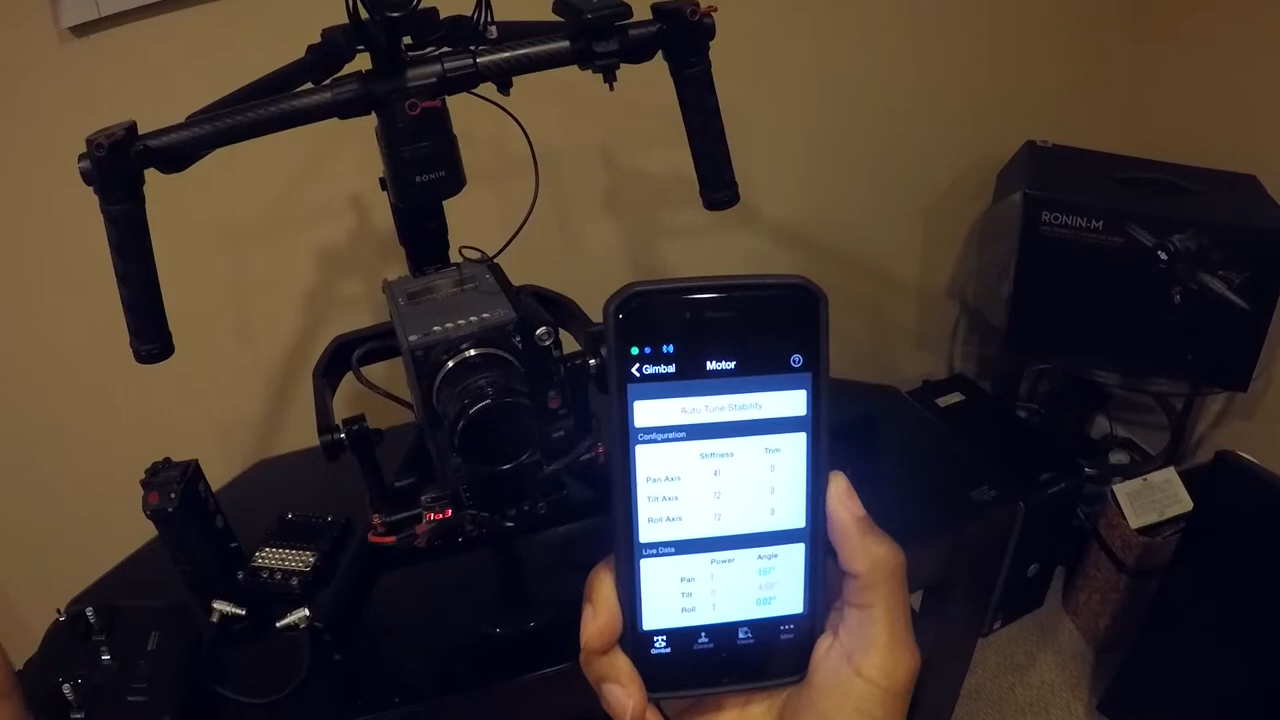 RONIN
RONIN-M
Gimbal Motor ?
Auto Tune Stability
Configuration
Stiffness Trim
Pan Axis 41 0
Tilt Axis 72 0
Roll Axis 72 0
Live Data
Power Angle
Pan 1
Tilt
Roll 0.02°
Gimbal